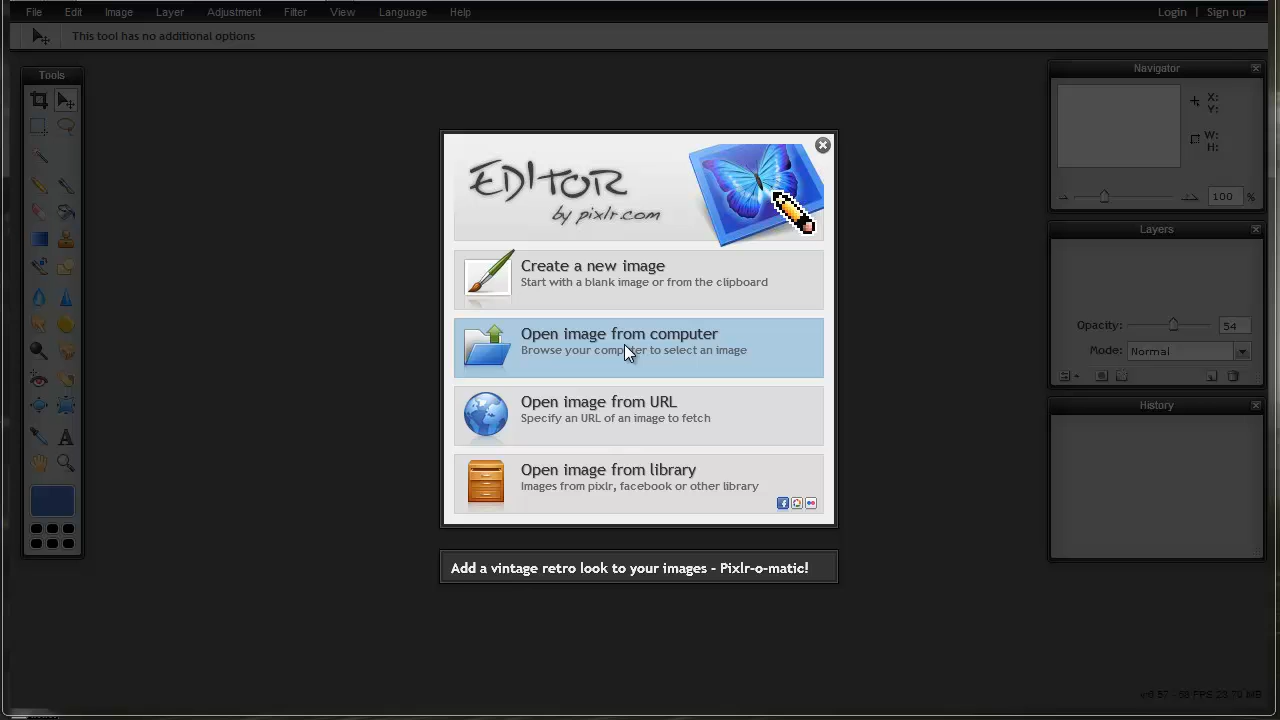 File Edit Image Layer Adjustment Filter View Language Help Login | Sign up
This tool has no additional options
Tools
Navigator
X:
Y:
W:
H:
100 %
EDITOR
by pixlr.com
Create a new image
Start with a blank image or from the clipboard
Open image from computer
Browse your computer to select an image
Open image from URL
Specify an URL of an image to fetch
Open image from library
Images from pixlr, facebook or other library
Add a vintage retro look to your images - Pixlr-o-matic!
Layers
Opacity: 54
Mode: Normal
History